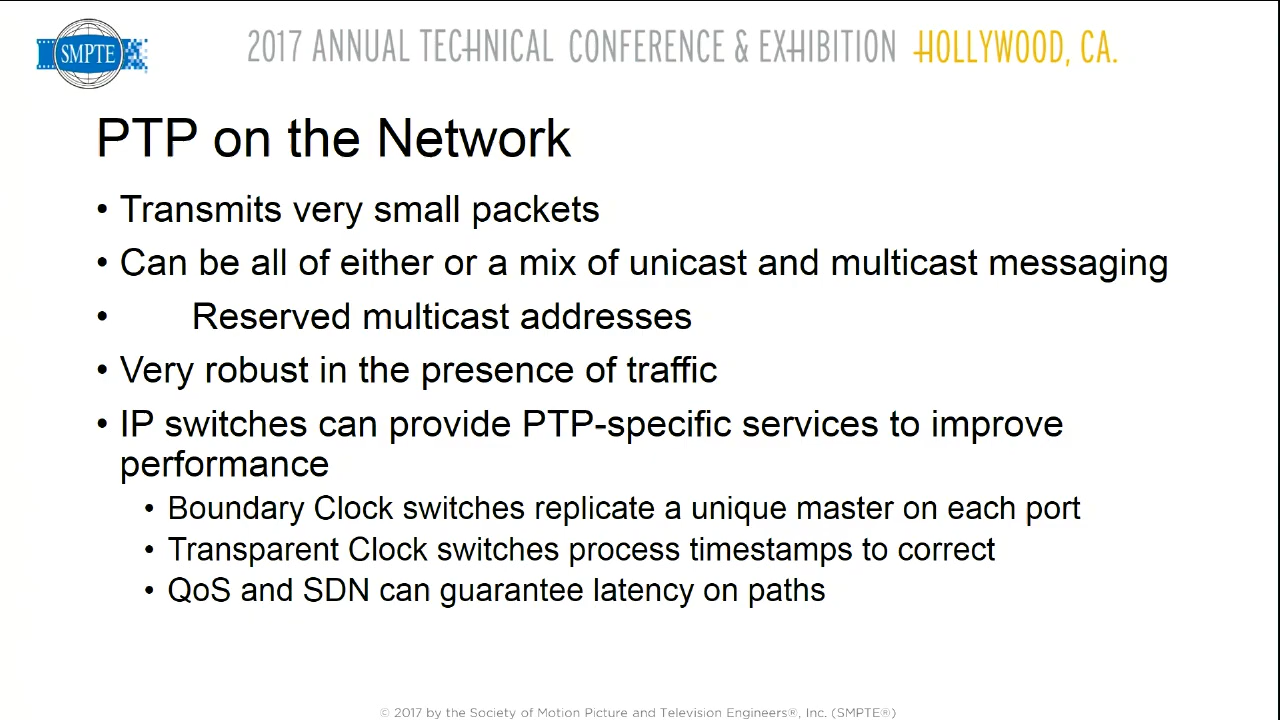 SMPTE
2017 ANNUAL TECHNICAL CONFERENCE & EXHIBITION HOLLYWOOD, CA.
PTP on the Network
• Transmits very small packets
• Can be all of either or a mix of unicast and multicast messaging
• Reserved multicast addresses
• Very robust in the presence of traffic
• IP switches can provide PTP-specific services to improve
performance
• Boundary Clock switches replicate a unique master on each port
• Transparent Clock switches process timestamps to correct
• QoS and SDN can guarantee latency on paths
© 2017 by the Society of Motion Picture and Television Engineers®, Inc. (SMPTE®)